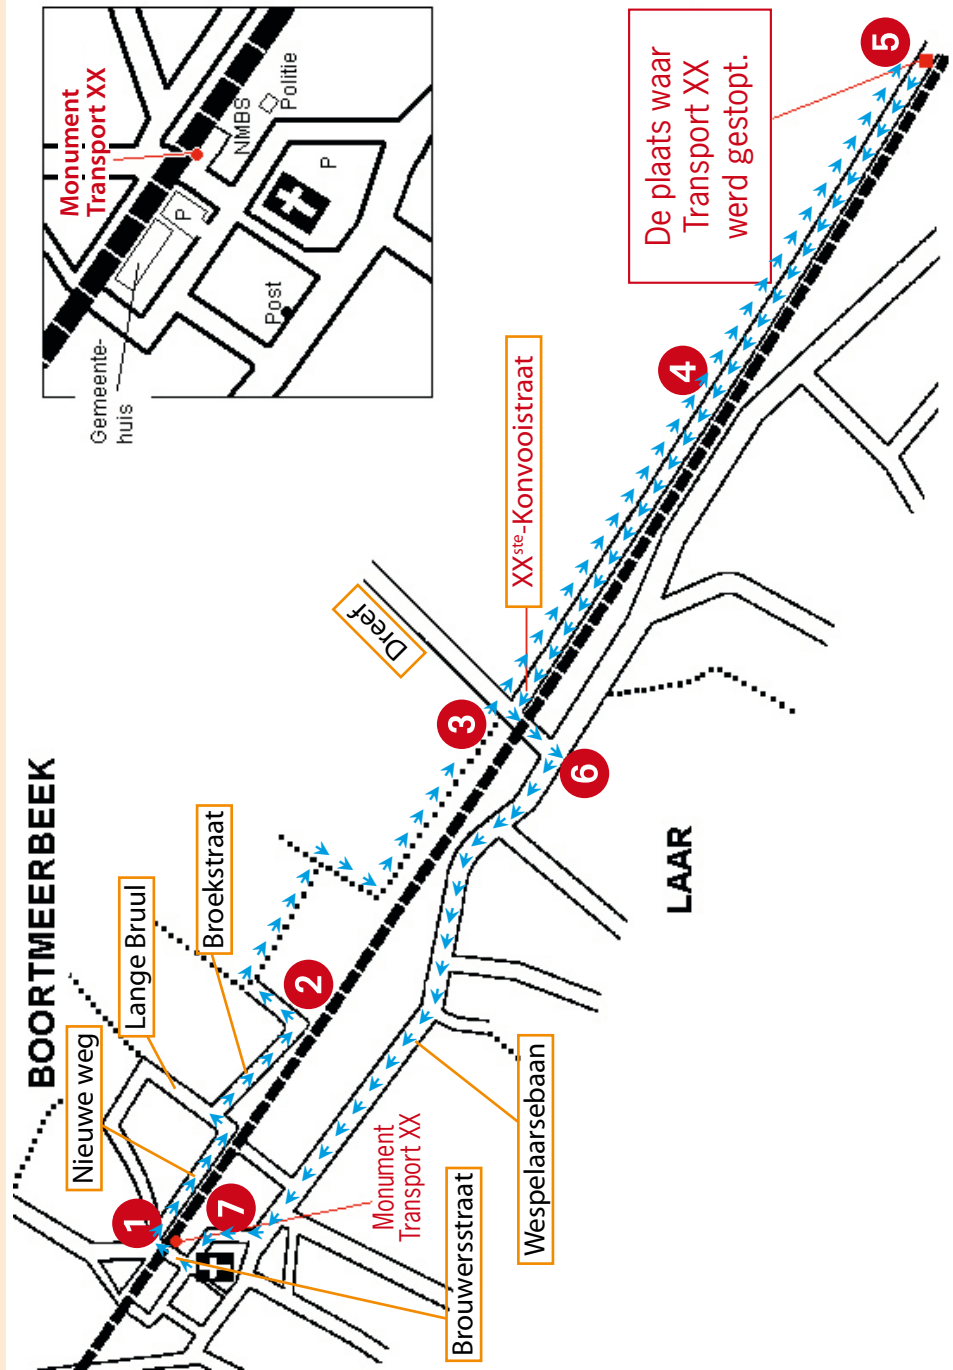 BOORTMEERBEEK
Nieuwe weg
Lange Bruul
Broekstraat
Dreef
XXste-Konvooistraat
De plaats waar
Transport XX
werd gestopt.
1
2
3
4
5
6
7
Monument
Transport XX
Brouwersstraat
Wespelaarsebaan
LAAR
Monument
Transport XX
Gemeente-
huis
P
NMBS
Politie
P
Post